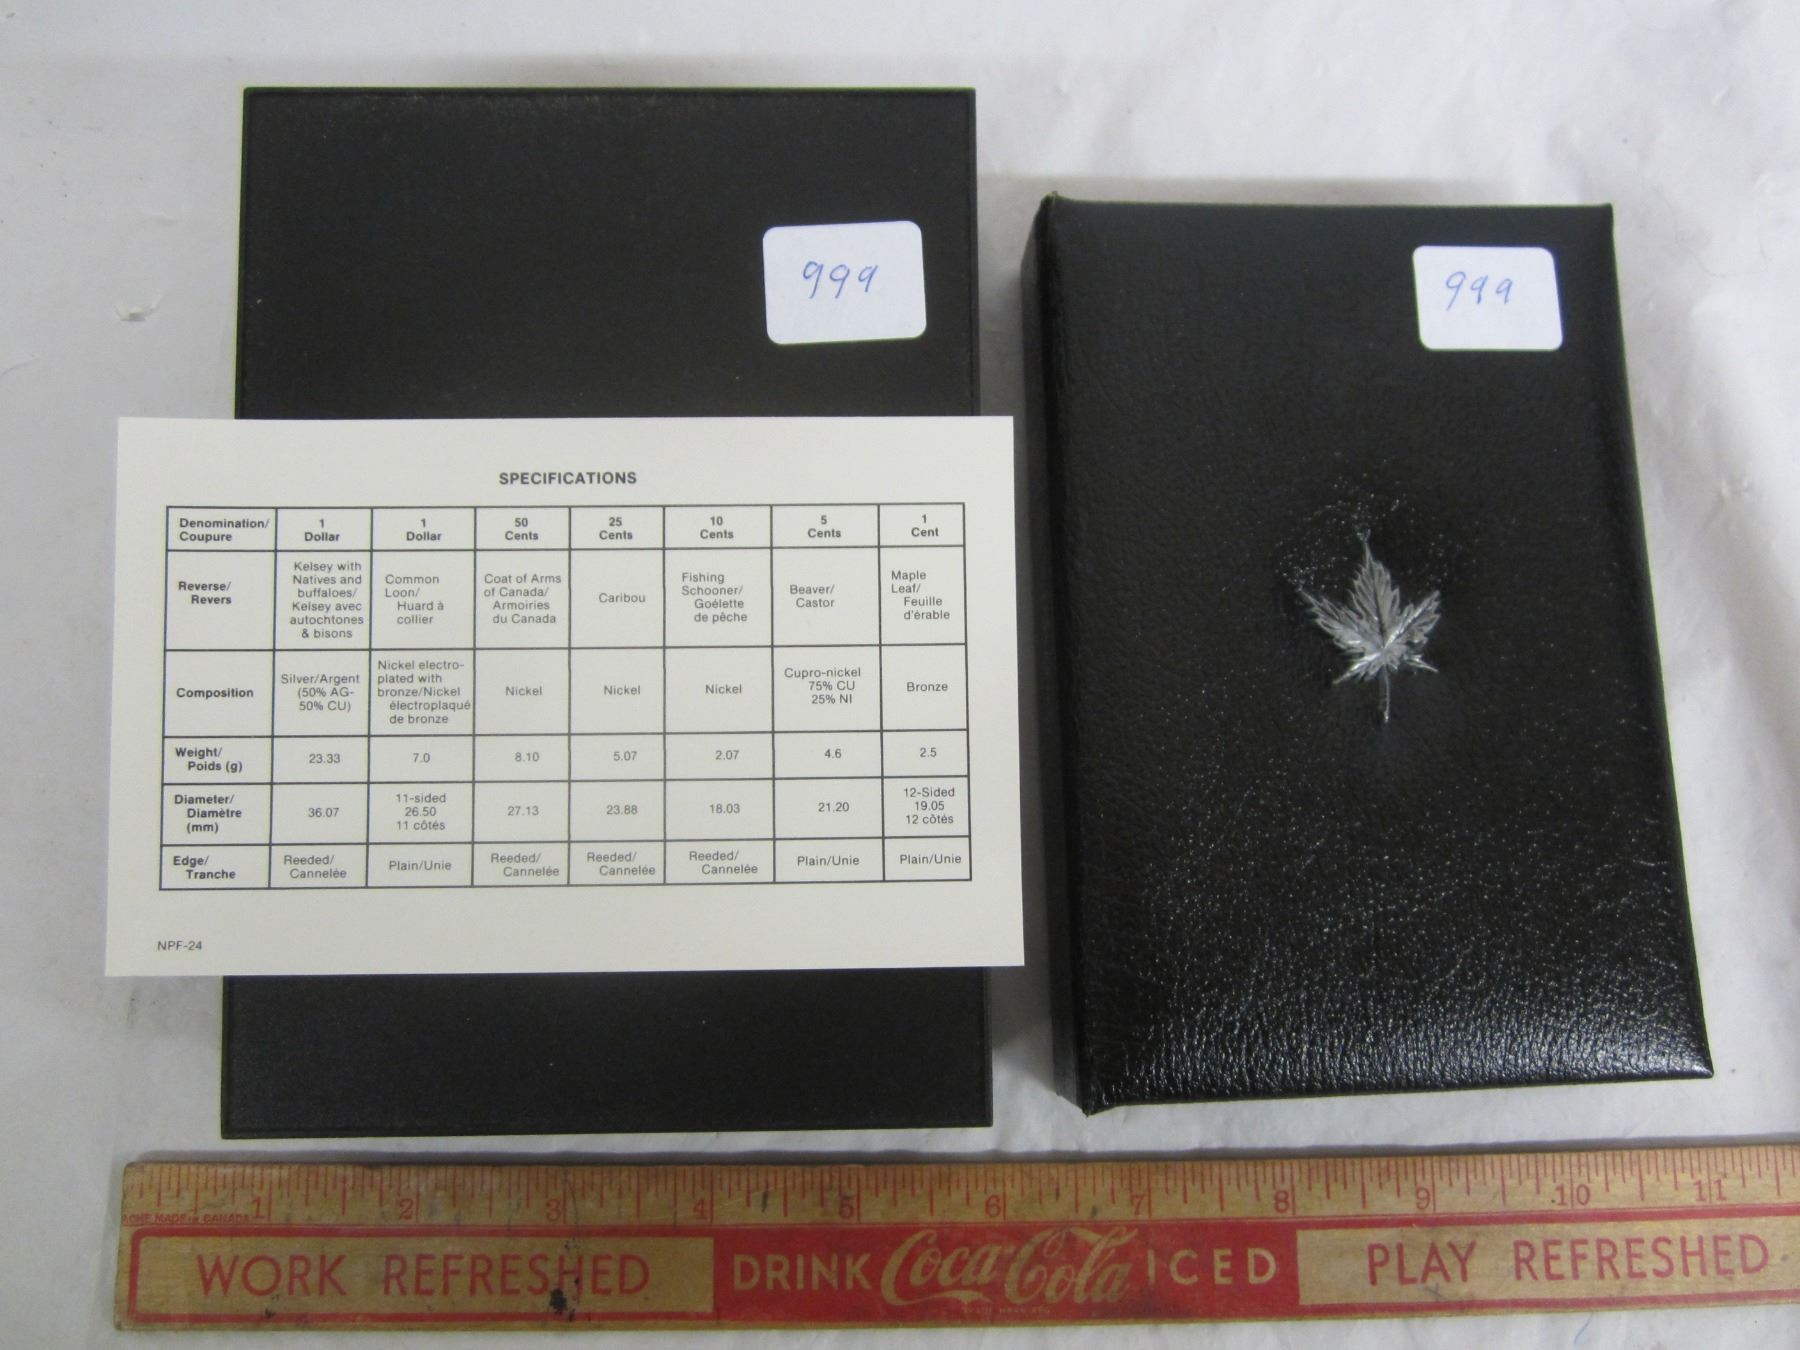 999
999
SPECIFICATIONS
Denomination/ Coupure
1 Dollar
1 Dollar
50 Cents
25 Cents
10 Cents
5 Cents
1 Cent
Reverse/ Revers
Kelsey with
Natives and
buffaloes/
Kelsey avec
autochtones
& bisons
Common
Loon/
Huard à
collier
Coat of Arms
of Canada/
Armoiries
du Canada
Caribou
Fishing
Schooner/
Goélette
de pêche
Beaver/
Castor
Maple
Leaf/
Feuille
d'érable
Composition
Silver/Argent
(50% AG-
50% CU)
Nickel electro-
plated with
bronze/Nickel
électroplaqué
de bronze
Nickel
Nickel
Nickel
Cupro-nickel
75% CU
25% NI
Bronze
Weight/
Poids (g)
23.33
7.0
8.10
5.07
2.07
4.6
2.5
Diameter/
Diamètre
(mm)
36.07
11-sided
26.50
11 côtés
27.13
23.88
18.03
21.20
12-Sided
19.05
12 côtés
Edge/
Tranche
Reeded/
Cannelée
Plain/Unie
Reeded/
Cannelée
Reeded/
Cannelée
Reeded/
Cannelée
Plain/Unie
Plain/Unie
NPF-24
1 2 3 4 5 6 7 8 9 10 11
ACME MADE IN CANADA
WORK REFRESHED DRINK Coca-Cola ICED PLAY REFRESHED
TRADE MARK REG